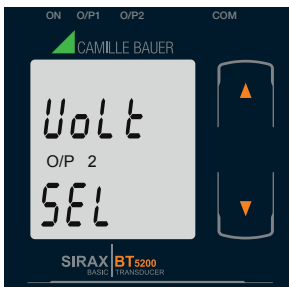 ON O/P1 O/P2 COM
CAMILLE BAUER
VoLt
O/P 2
SEL
SIRAX BT5200
BASIC TRANSDUCER